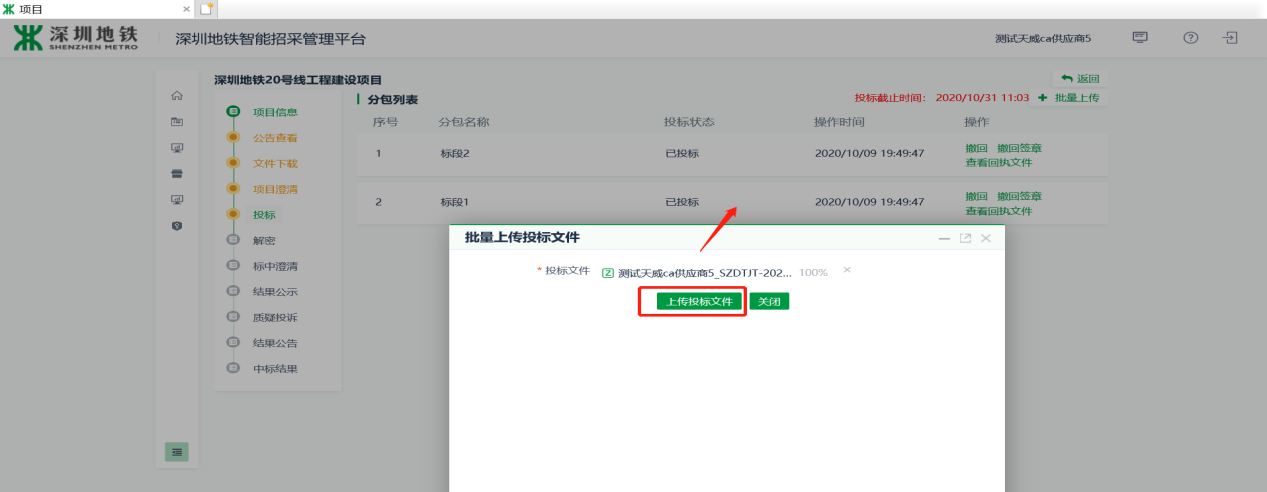 项目
深圳地铁
SHENZHEN METRO
深圳地铁智能招采管理平台
测试天威ca供应商5
深圳地铁20号线工程建设项目
返回
分包列表
投标截止时间: 2020/10/31 11:03
批量上传
序号 分包名称 投标状态 操作时间 操作
1 标段2 已投标 2020/10/09 19:49:47 撤回 撤回签章
查看回执文件
2 标段1 已投标 2020/10/09 19:49:47 撤回 撤回签章
查看回执文件
项目信息
公告查看
文件下载
项目澄清
投标
解密
标中澄清
结果公示
质疑投诉
结果公告
中标结果
批量上传投标文件
* 投标文件 测试天威ca供应商5_SZDTJT-202... 100%
上传投标文件 关闭